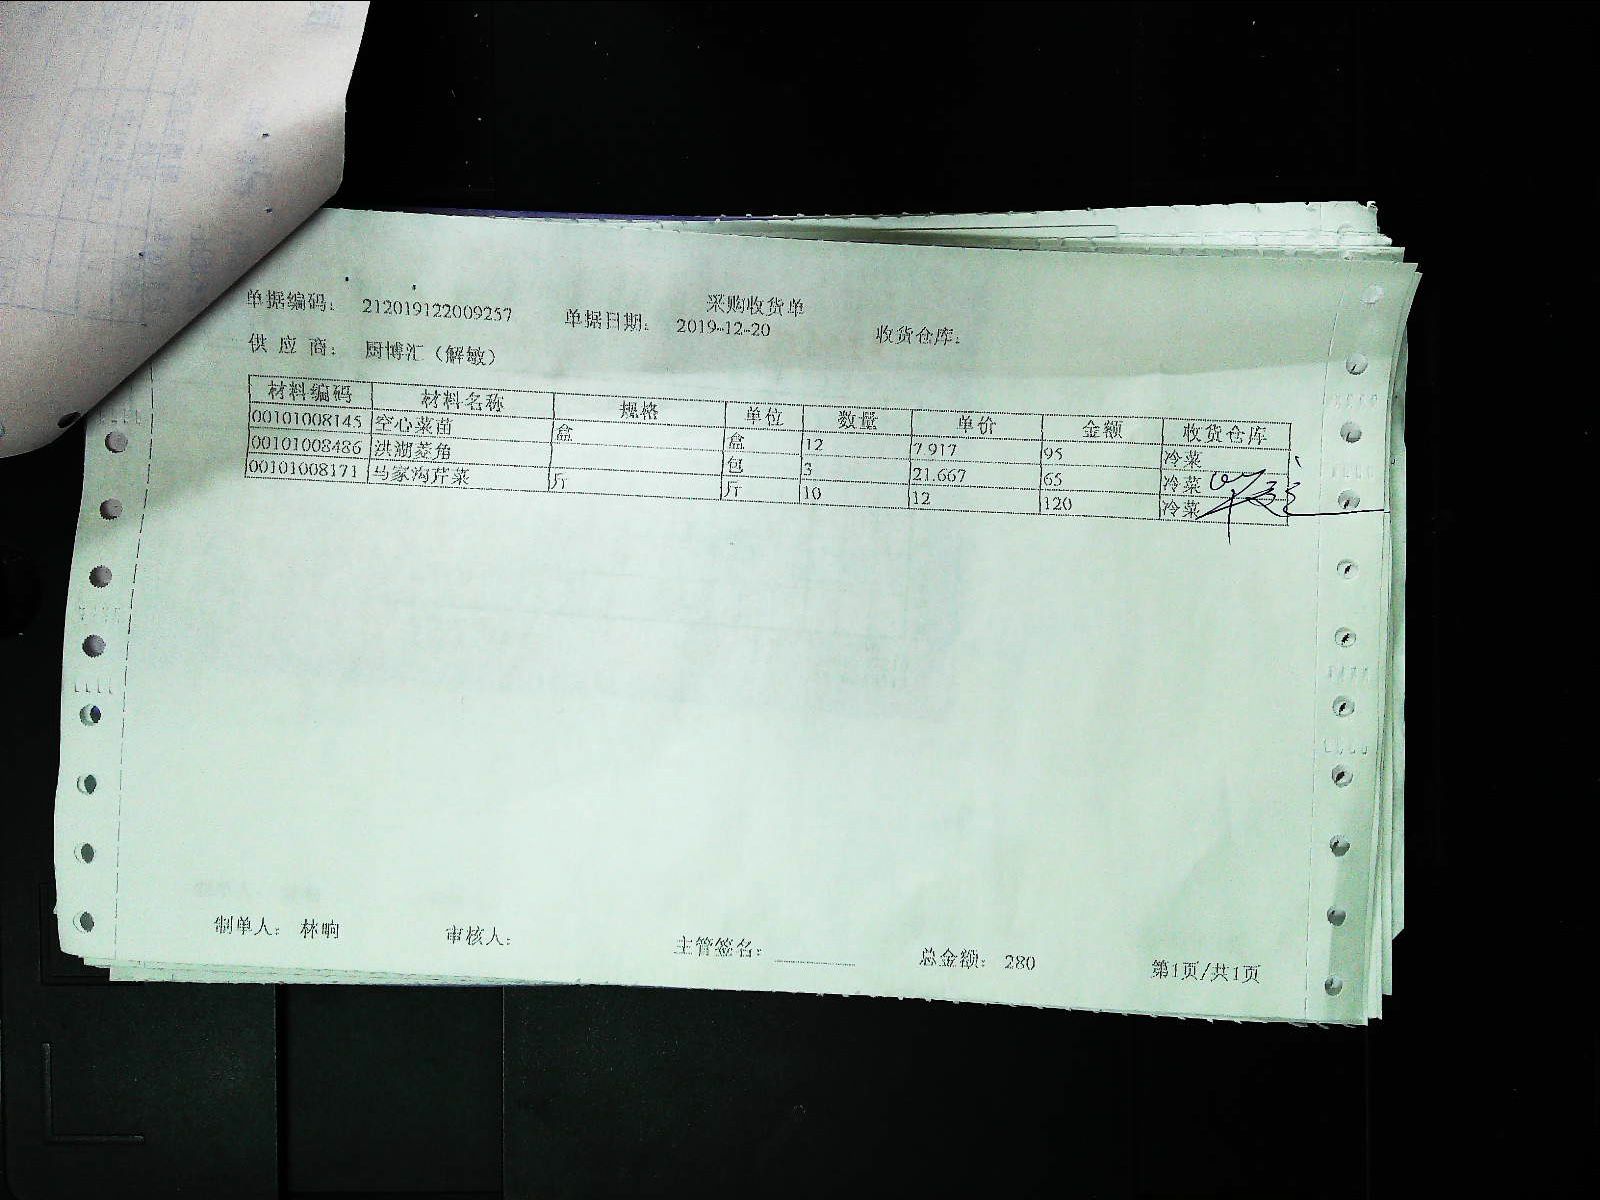 采购收货单
单据编码: 212019122009257 单据日期: 2019-12-20 收货仓库:
供应商: 厨博汇（解敏）
材料编码 材料名称 规格 单位 数量 单价 金额 收货仓库
00101008145 空心菜苗 盒 盒 12 7.917 95 冷菜
00101008486 洪湖菱角 包 3 21.667 65 冷菜
00101008171 马家沟芹菜 斤 斤 10 12 120 冷菜
制单人: 林响 审核人: 主管签名: 总金额: 280 第1页/共1页